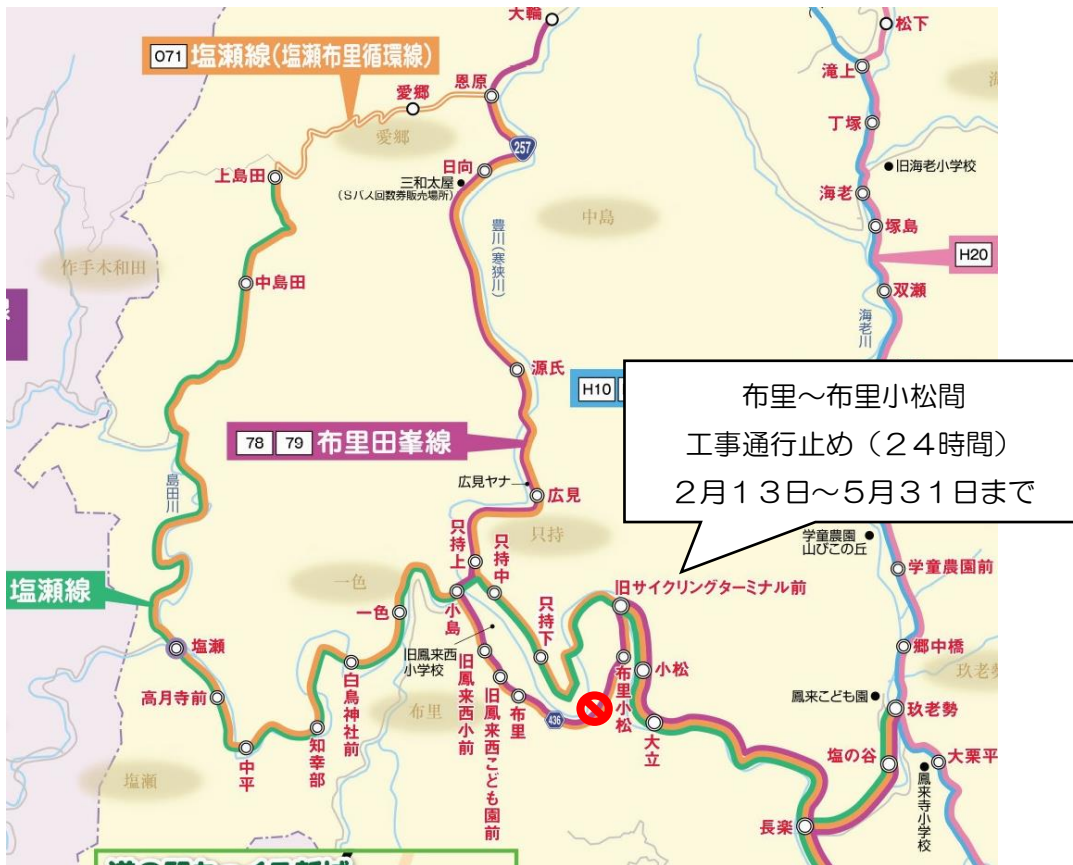 大輪
松下
071 塩瀬線(塩瀬布里循環線)
恩原
滝上
愛郷
愛郷
丁塚
257
日向
上島田
三和太屋
(Sバス回数券販売場所)
旧海老小学校
海老
中島
塚島
豊川(寒狭川)
作手木和田
H20
中島田
双瀬
海老川
源氏
H10
布里~布里小松間
工事通行止め(24時間)
2月13日~5月31日まで
78 79 布里田峯線
島田川
広見ヤナ
広見
只持
学童農園
山びこの丘
只持上
只持中
学童農園前
一色
塩瀬線
旧サイクリングターミナル前
一色
小島
只持下
塩瀬
旧鳳来西
小学校
郷中橋
白鳥神社前
旧鳳来西小前
旧鳳来西こども園前
布里
布里小松
小松
玖老勢
高月寺前
鳳来こども園
玖老勢
布里
436
大立
中平
知幸部
塩の谷
大栗平
塩瀬
鳳来寺小学校
長楽